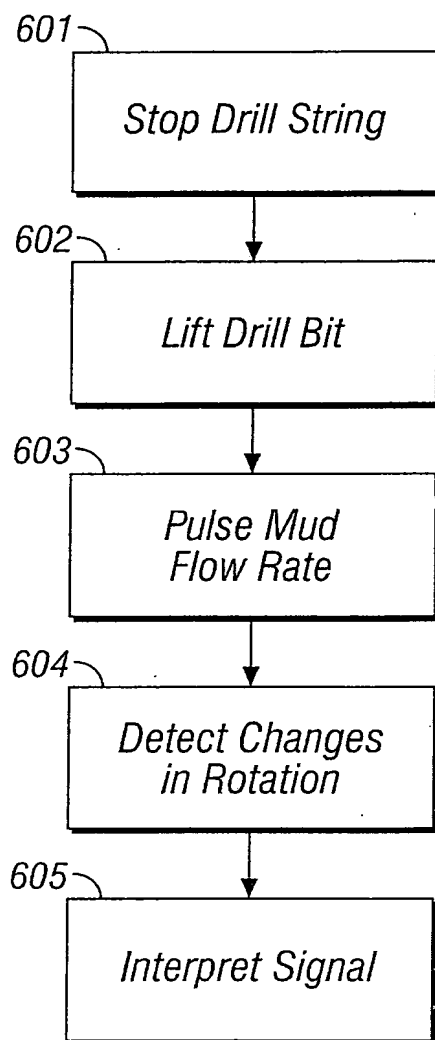 601
Stop Drill String
602
Lift Drill Bit
603
Pulse Mud
Flow Rate
604
Detect Changes
in Rotation
605
Interpret Signal